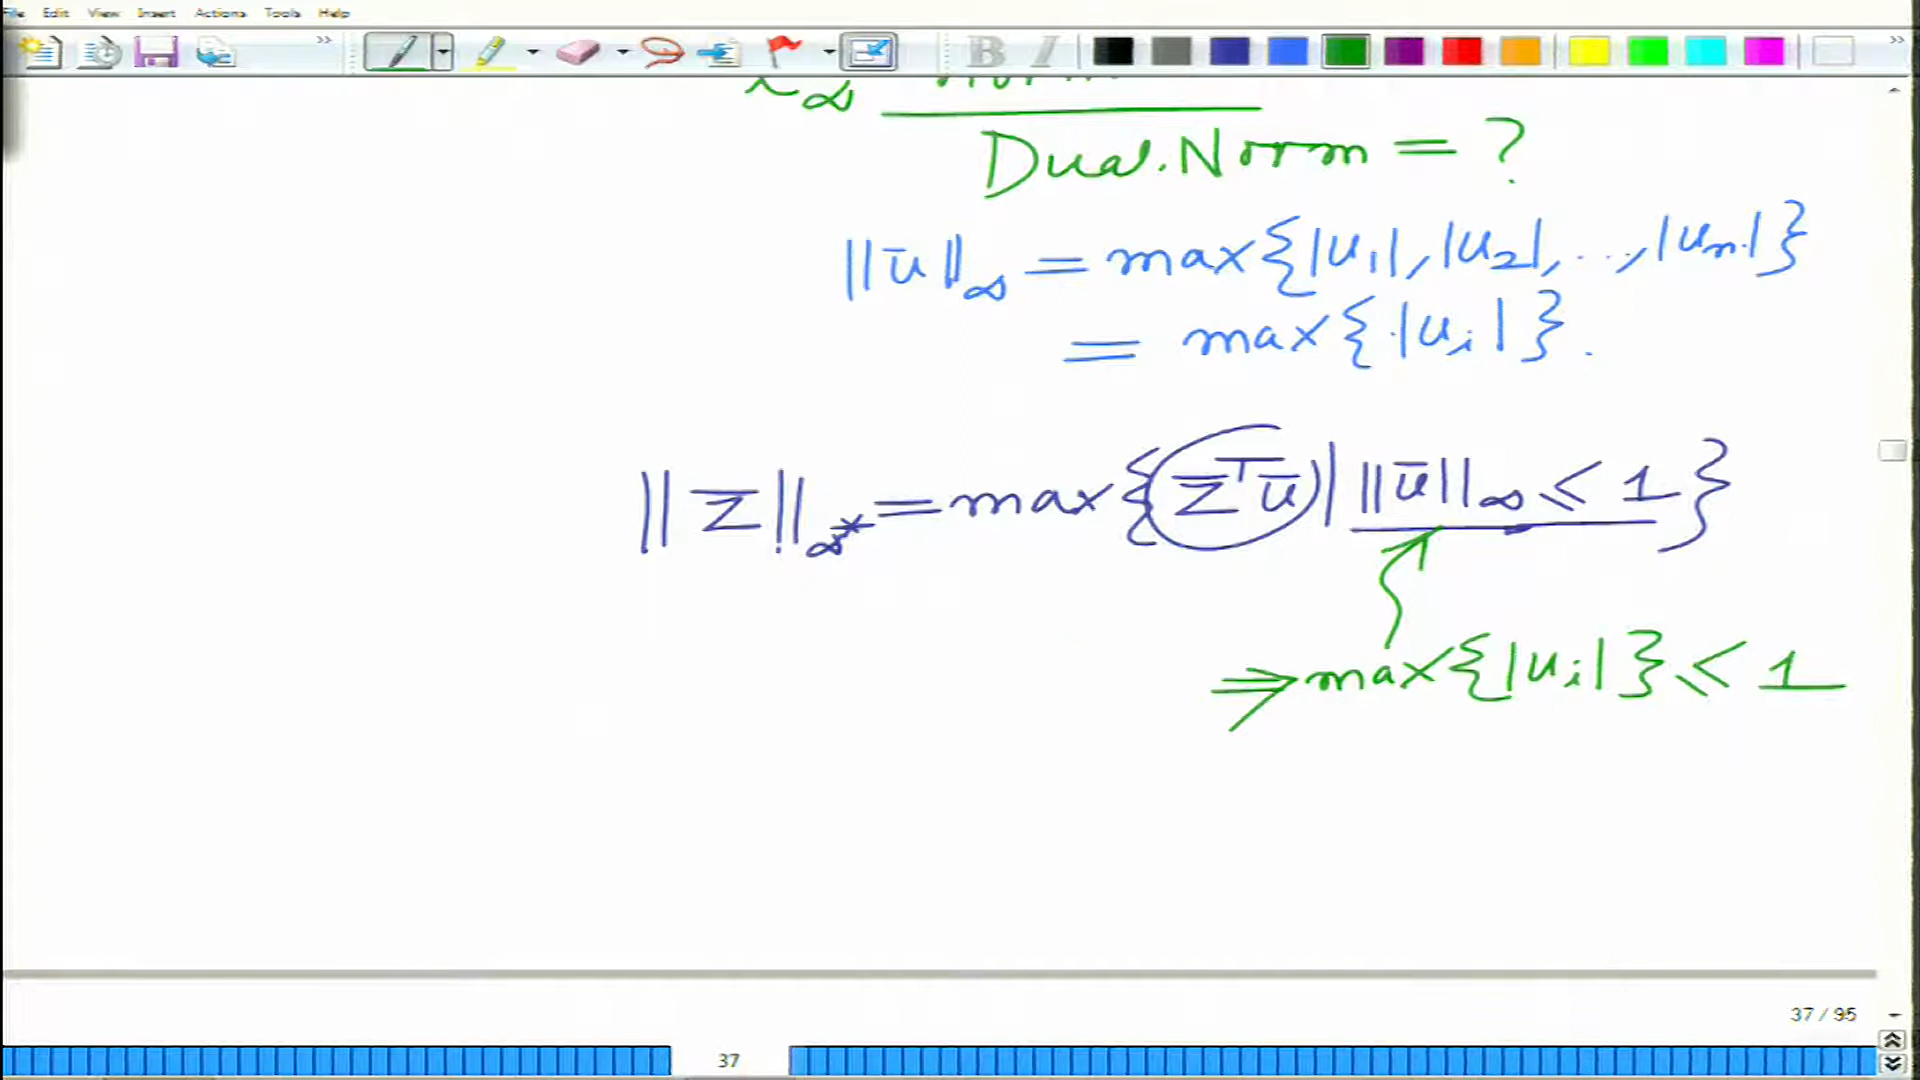 File Edit View Insert Actions Tools Help
B I
∞
Dual. Norm = ?
||ū||∞ = max{|u₁|, |u₂|, ..., |uₙ|}
= max{|uᵢ|}.
||z||∞* = max{z̄ᵀū | ||ū||∞ ≤ 1}
⇒ max{|uᵢ|} ≤ 1
37 / 95
37